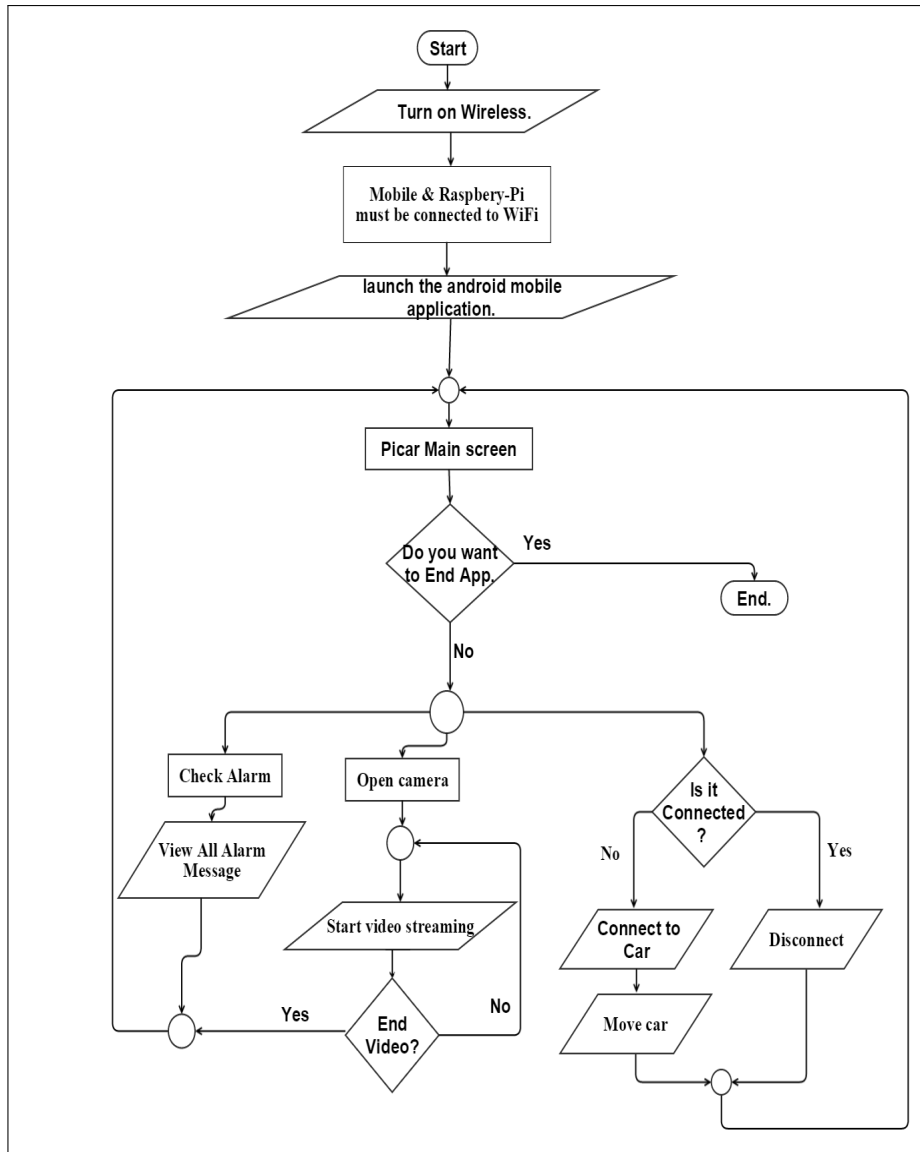 Start
Turn on Wireless.
Mobile & Raspbery-Pi
must be connected to WiFi
launch the android mobile
application.
Picar Main screen
Do you want
to End App.
Yes
End.
No
Check Alarm
Open camera
Is it
Connected
?
View All Alarm
Message
No
Yes
Start video streaming
Connect to
Car
Disconnect
Yes
End
Video?
No
Move car